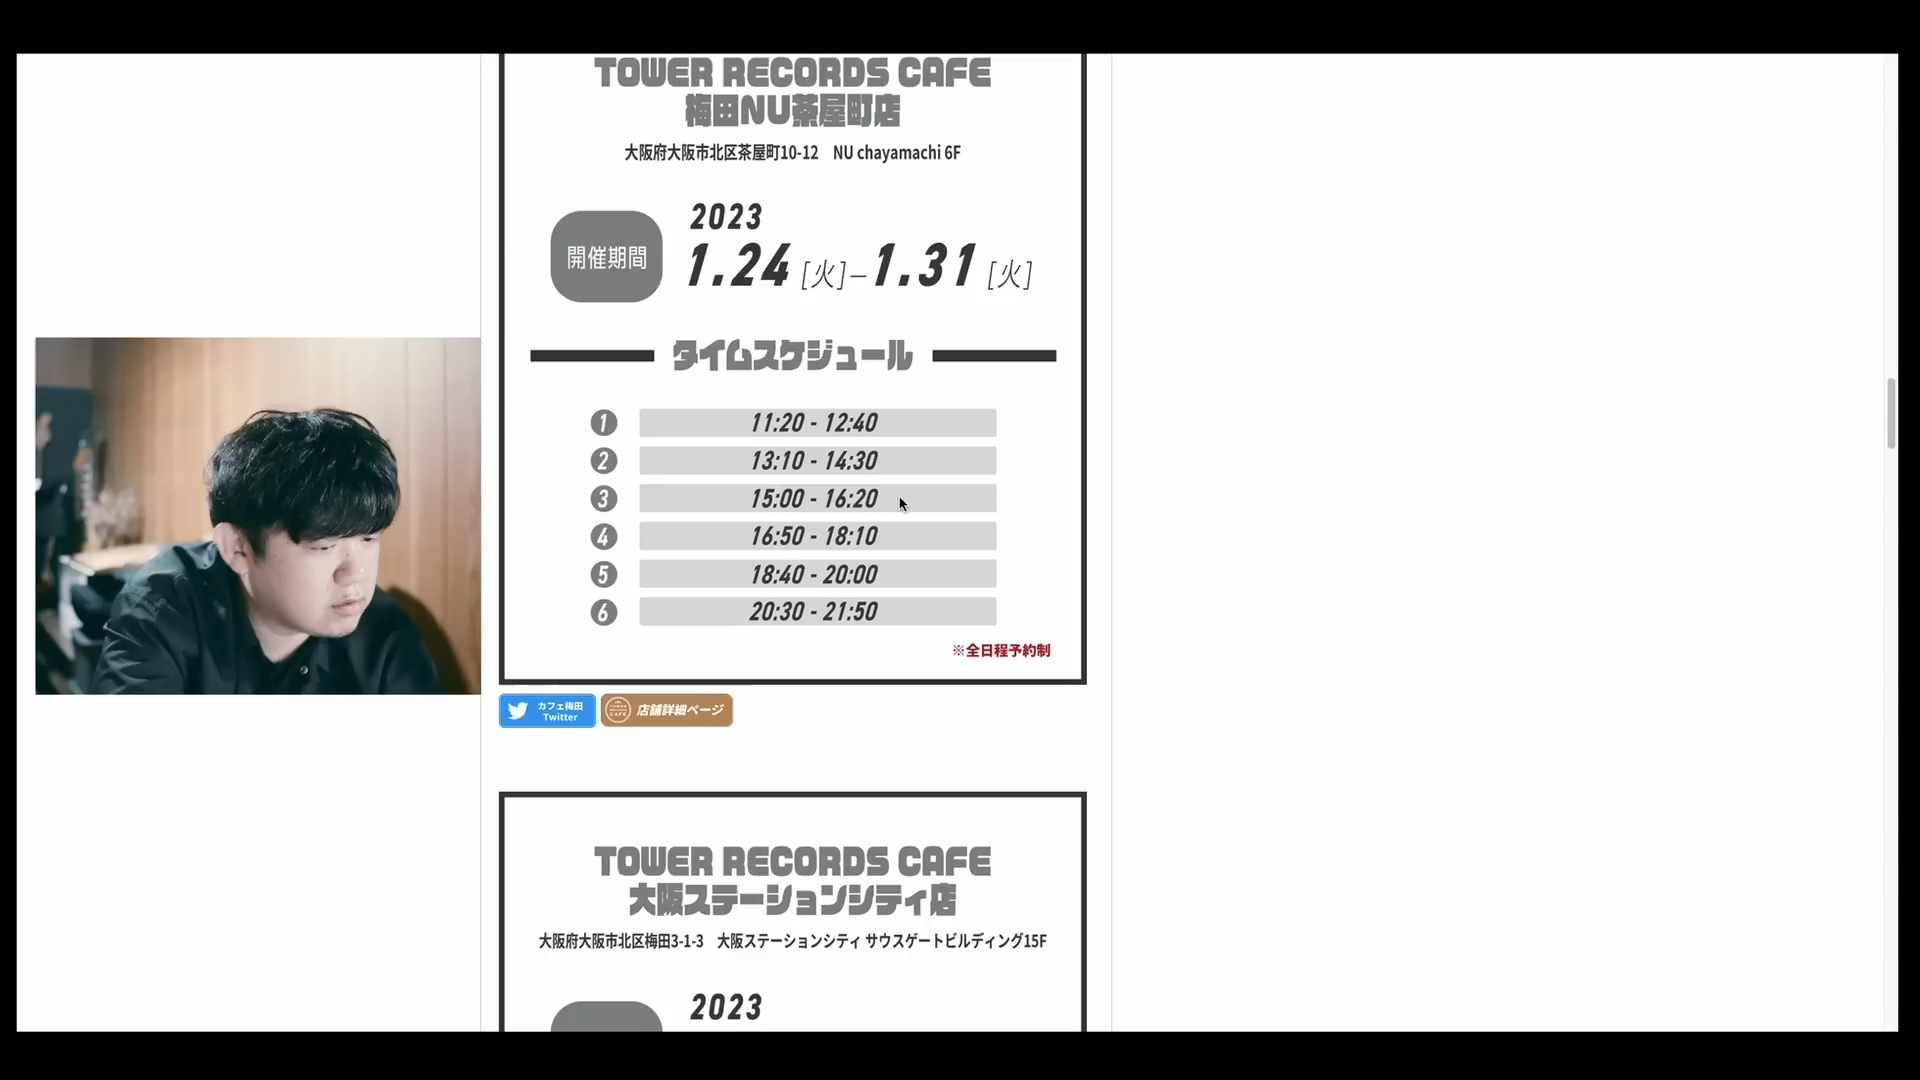 TOWER RECORDS CAFE
梅田NU茶屋町店
大阪府大阪市北区茶屋町10-12　NU chayamachi 6F
開催期間
2023
1.24 [火] – 1.31 [火]
タイムスケジュール
1 11:20 - 12:40
2 13:10 - 14:30
3 15:00 - 16:20
4 16:50 - 18:10
5 18:40 - 20:00
6 20:30 - 21:50
※全日程予約制
カフェ梅田
Twitter
TOWER RECORDS CAFE
店舗詳細ページ
TOWER RECORDS CAFE
大阪ステーションシティ店
大阪府大阪市北区梅田3-1-3　大阪ステーションシティ サウスゲートビルディング15F
2023